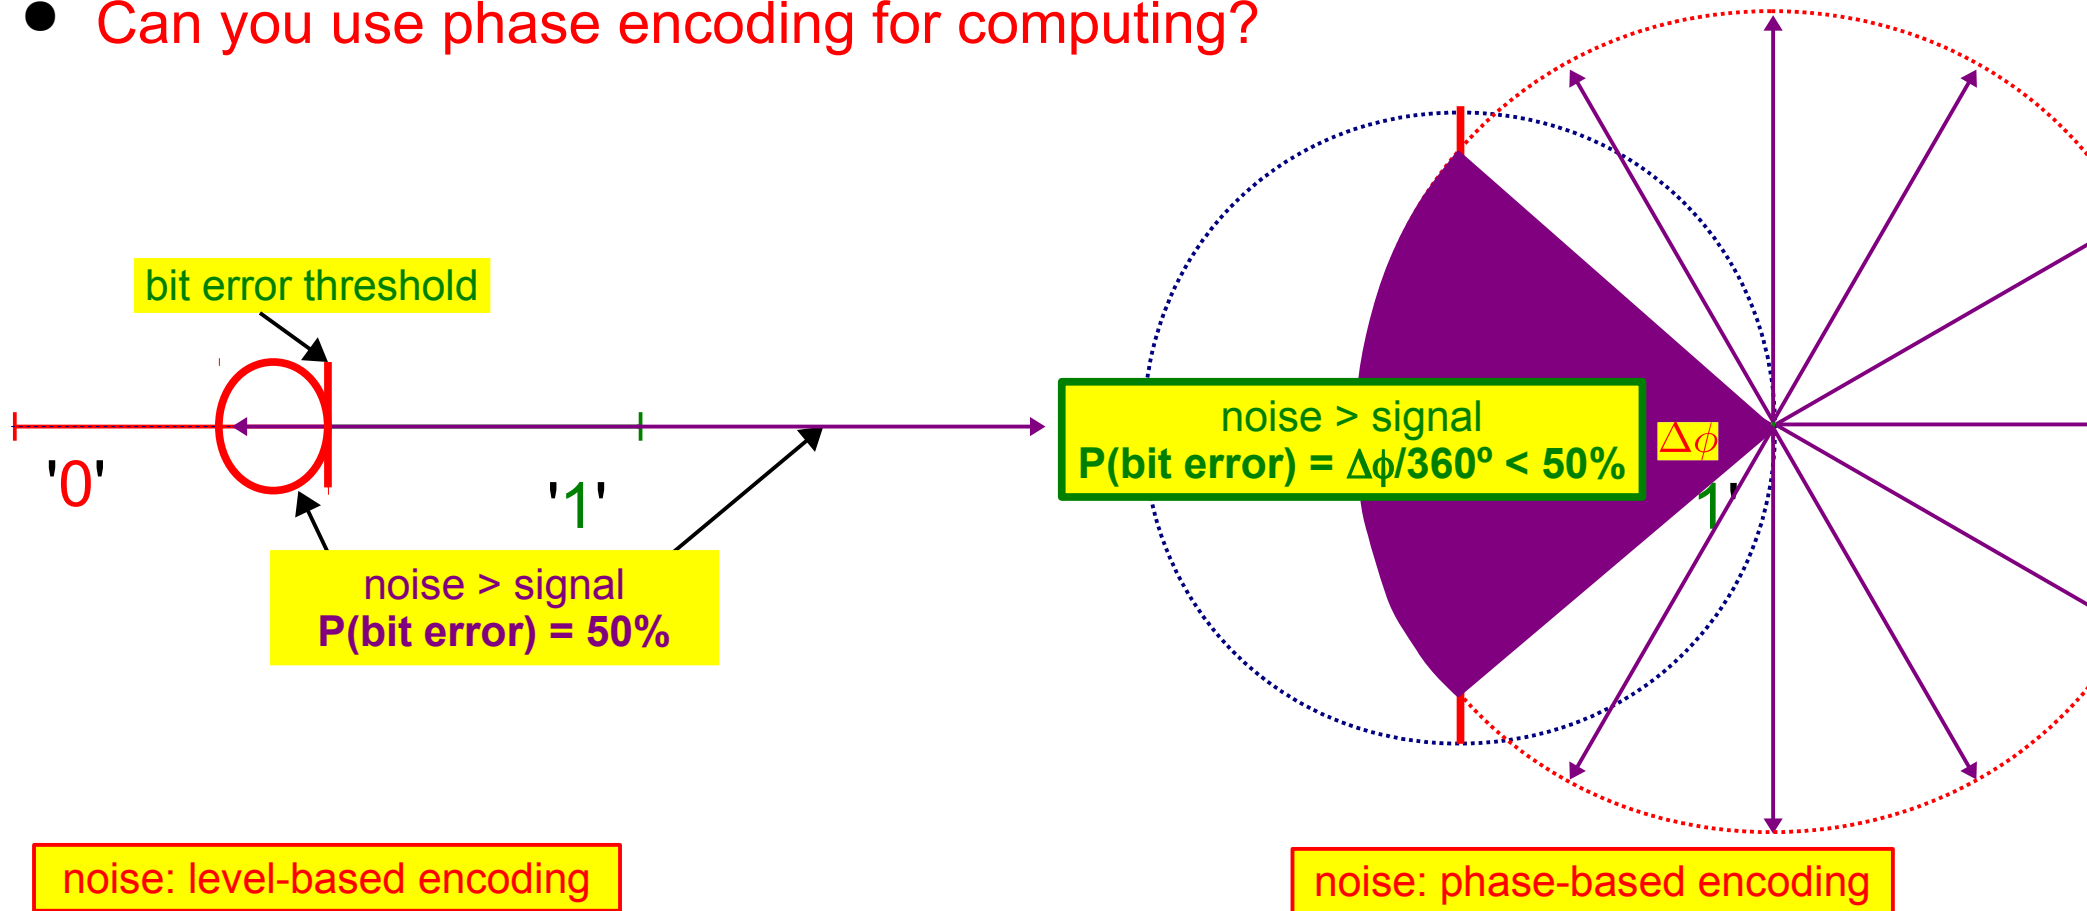 ● Can you use phase encoding for computing?
bit error threshold
'0'
'1'
noise > signal
P(bit error) = 50%
noise > signal
P(bit error) = Δϕ/360º < 50%
Δϕ
1'
noise: level-based encoding
noise: phase-based encoding